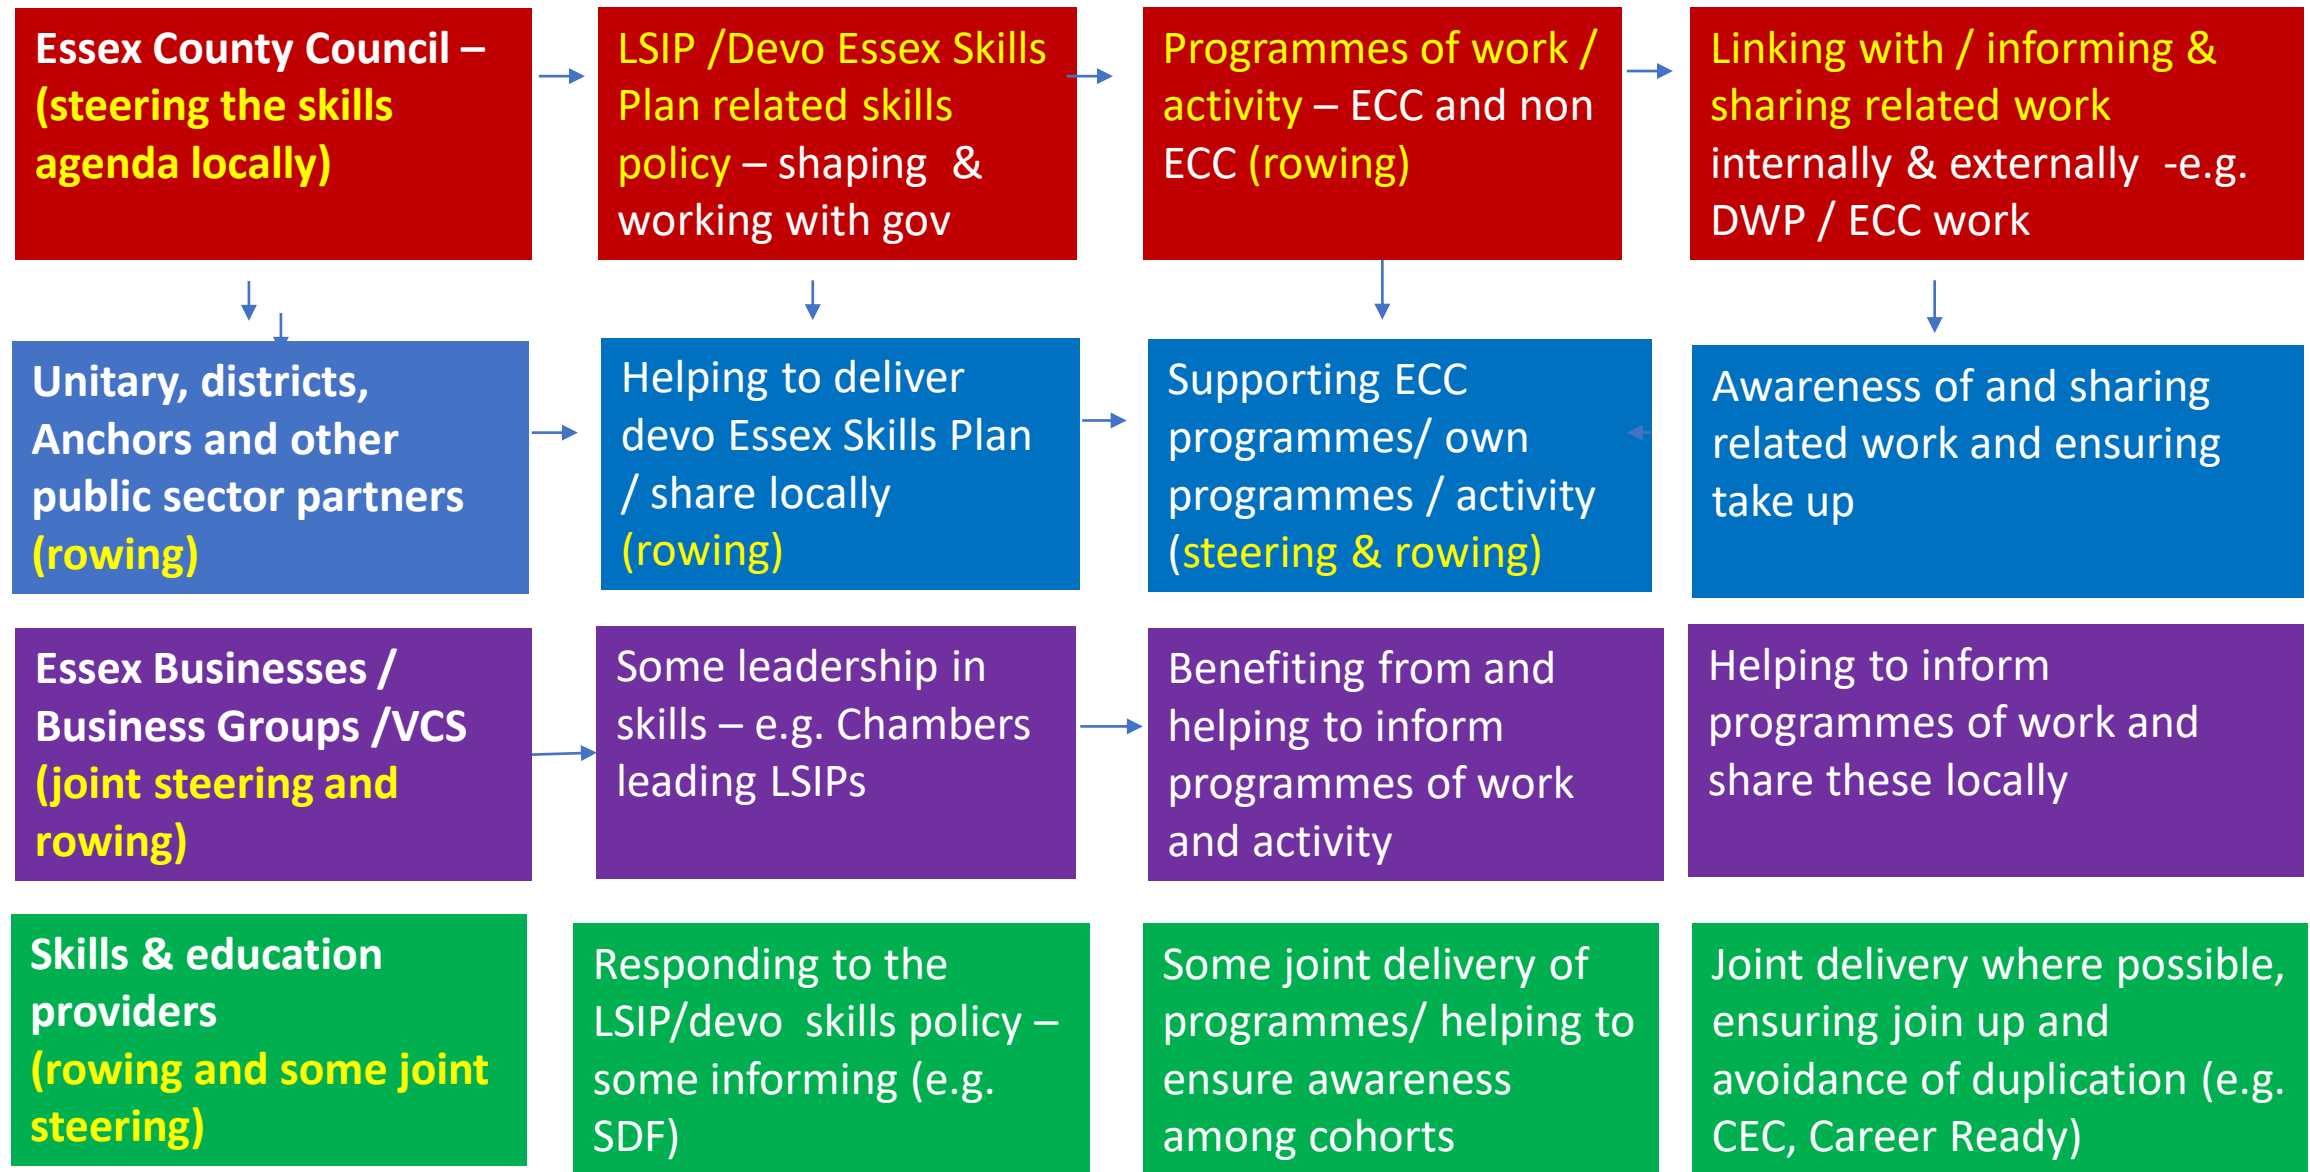 Essex County Council –
(steering the skills
agenda locally)
LSIP /Devo Essex Skills
Plan related skills
policy – shaping & 
working with gov
Programmes of work /
activity – ECC and non
ECC (rowing)
Linking with / informing &
sharing related work
internally & externally -e.g.
DWP / ECC work
Unitary, districts,
Anchors and other
public sector partners
(rowing)
Helping to deliver
devo Essex Skills Plan
/ share locally
(rowing)
Supporting ECC
programmes/ own
programmes / activity
(steering & rowing)
Awareness of and sharing
related work and ensuring
take up
Essex Businesses /
Business Groups /VCS
(joint steering and
rowing)
Some leadership in
skills – e.g. Chambers
leading LSIPs
Benefiting from and
helping to inform
programmes of work
and activity
Helping to inform
programmes of work and
share these locally
Skills & education
providers
(rowing and some joint
steering)
Responding to the
LSIP/devo skills policy –
some informing (e.g.
SDF)
Some joint delivery of
programmes/ helping to
ensure awareness
among cohorts
Joint delivery where possible,
ensuring join up and
avoidance of duplication (e.g.
CEC, Career Ready)